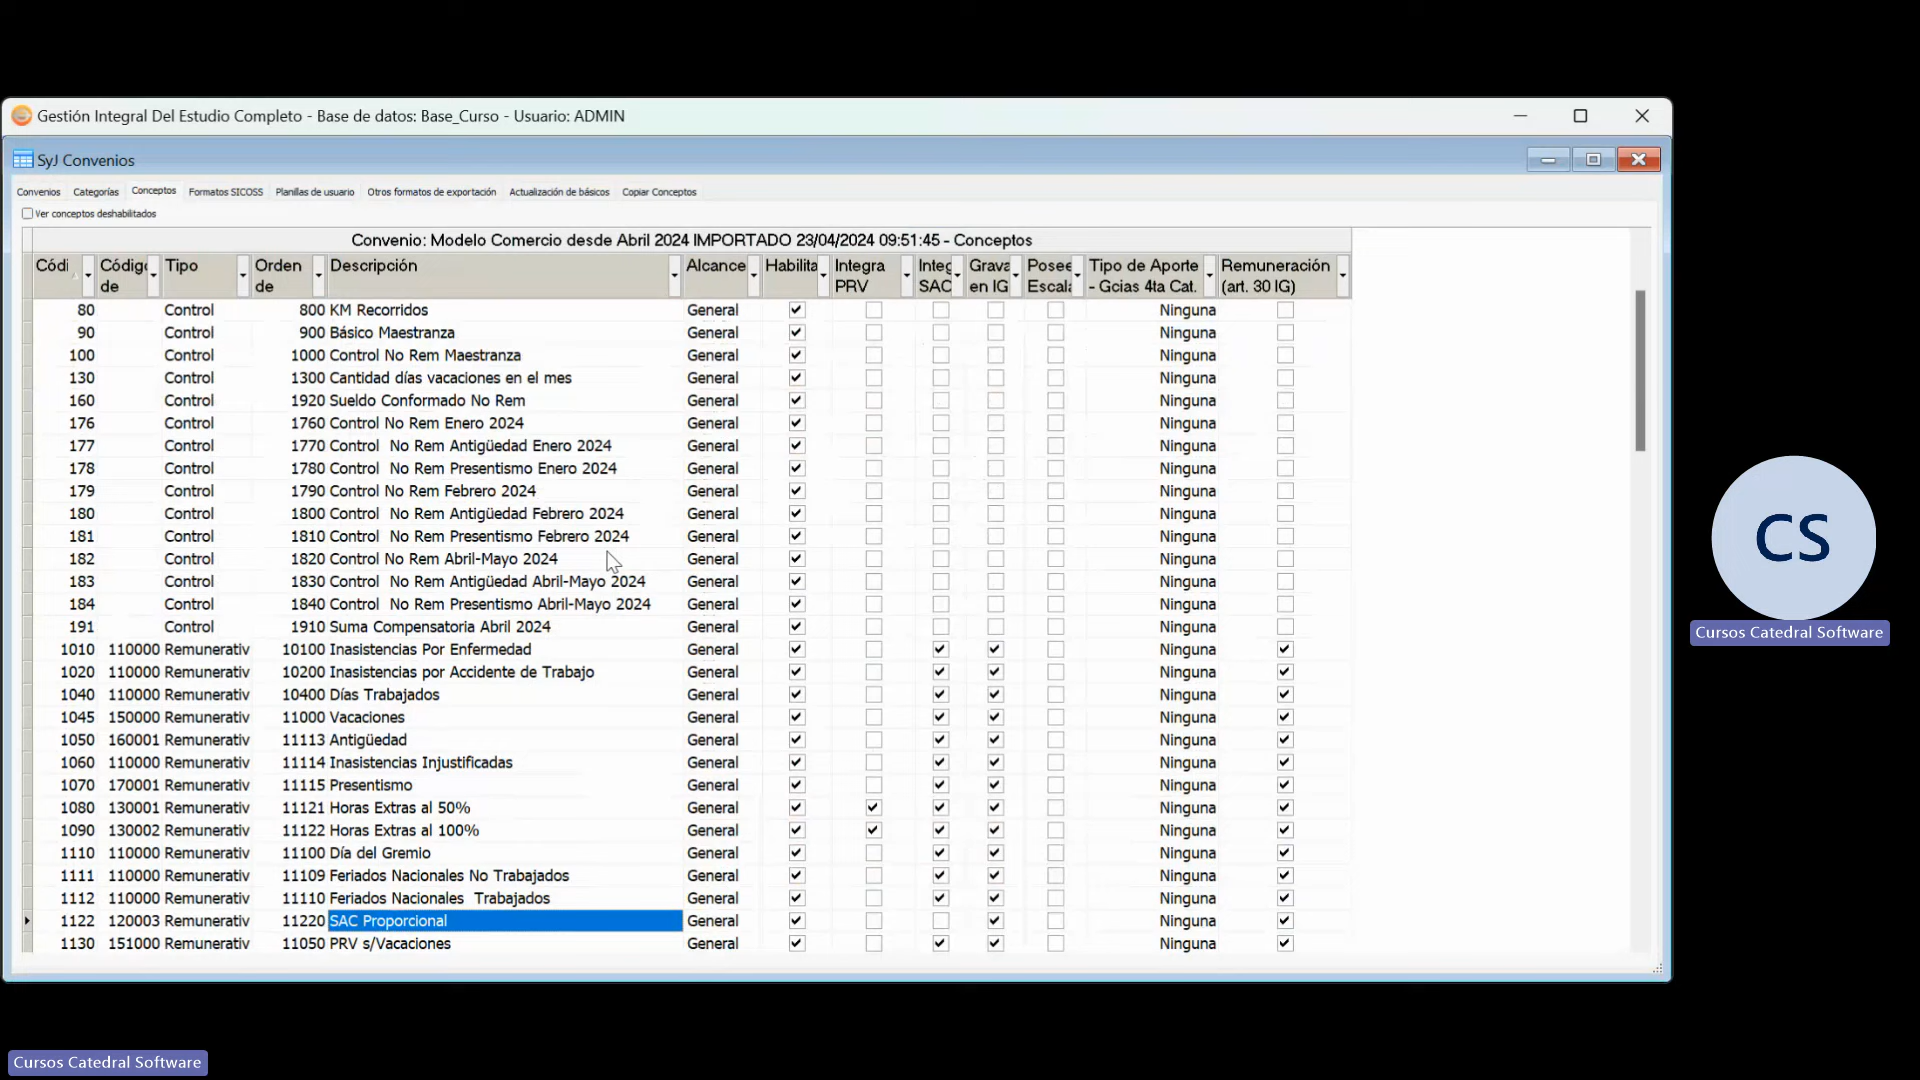 Gestión Integral Del Estudio Completo - Base de datos: Base_Curso - Usuario: ADMIN
SyJ Convenios
Convenios Categorías Conceptos Formatos SICOSS Planillas de usuario Otros formatos de exportación Actualización de básicos Copiar Conceptos
Ver conceptos deshabilitados
Convenio: Modelo Comercio desde Abril 2024 IMPORTADO 23/04/2024 09:51:45 - Conceptos
Códi Código de Tipo Orden de Descripción Alcance Habilita Integra PRV Integ SAC Grava en IG Posee Escala Tipo de Aporte - Gcias 4ta Cat. Remuneración (art. 30 IG)
80 Control 800 KM Recorridos General Ninguna
90 Control 900 Básico Maestranza General Ninguna
100 Control 1000 Control No Rem Maestranza General Ninguna
130 Control 1300 Cantidad días vacaciones en el mes General Ninguna
160 Control 1920 Sueldo Conformado No Rem General Ninguna
176 Control 1760 Control No Rem Enero 2024 General Ninguna
177 Control 1770 Control No Rem Antigüedad Enero 2024 General Ninguna
178 Control 1780 Control No Rem Presentismo Enero 2024 General Ninguna
179 Control 1790 Control No Rem Febrero 2024 General Ninguna
180 Control 1800 Control No Rem Antigüedad Febrero 2024 General Ninguna
181 Control 1810 Control No Rem Presentismo Febrero 2024 General Ninguna
182 Control 1820 Control No Rem Abril-Mayo 2024 General Ninguna
183 Control 1830 Control No Rem Antigüedad Abril-Mayo 2024 General Ninguna
184 Control 1840 Control No Rem Presentismo Abril-Mayo 2024 General Ninguna
191 Control 1910 Suma Compensatoria Abril 2024 General Ninguna
1010 110000 Remunerativ 10100 Inasistencias Por Enfermedad General Ninguna
1020 110000 Remunerativ 10200 Inasistencias por Accidente de Trabajo General Ninguna
1040 110000 Remunerativ 10400 Días Trabajados General Ninguna
1045 150000 Remunerativ 11000 Vacaciones General Ninguna
1050 160001 Remunerativ 11113 Antigüedad General Ninguna
1060 110000 Remunerativ 11114 Inasistencias Injustificadas General Ninguna
1070 170001 Remunerativ 11115 Presentismo General Ninguna
1080 130001 Remunerativ 11121 Horas Extras al 50% General Ninguna
1090 130002 Remunerativ 11122 Horas Extras al 100% General Ninguna
1110 110000 Remunerativ 11100 Día del Gremio General Ninguna
1111 110000 Remunerativ 11109 Feriados Nacionales No Trabajados General Ninguna
1112 110000 Remunerativ 11110 Feriados Nacionales Trabajados General Ninguna
1122 120003 Remunerativ 11220 SAC Proporcional General Ninguna
1130 151000 Remunerativ 11050 PRV s/Vacaciones General Ninguna
CS
Cursos Catedral Software
Cursos Catedral Software